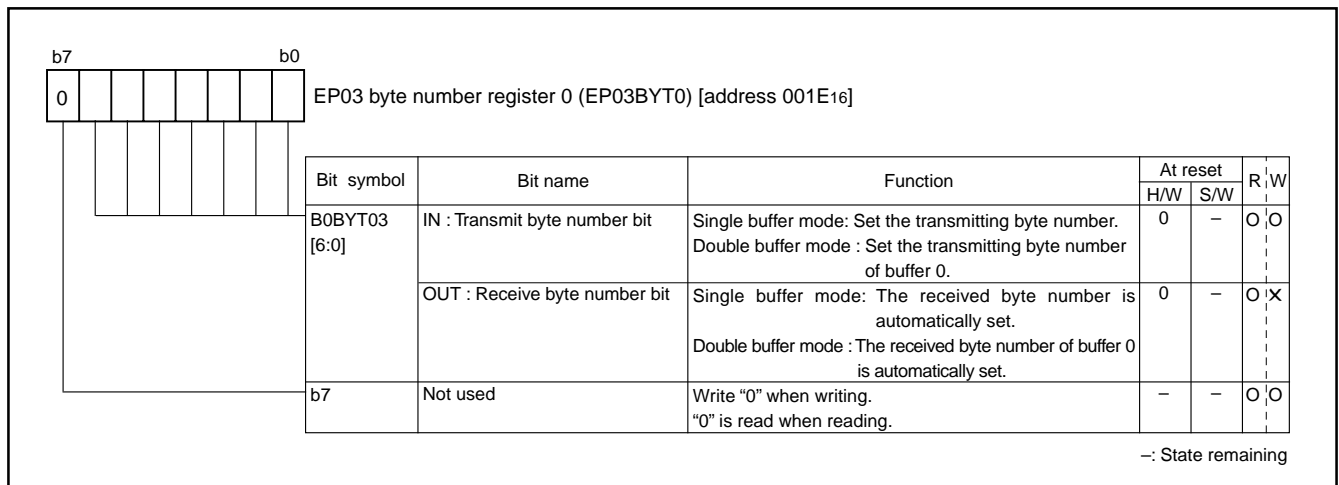 b7 b0
0
EP03 byte number register 0 (EP03BYT0) [address 001E16]
Bit symbol Bit name Function At reset R W
H/W S/W
B0BYT03 IN : Transmit byte number bit Single buffer mode: Set the transmitting byte number. 0 – O O
[6:0] Double buffer mode : Set the transmitting byte number
of buffer 0.
OUT : Receive byte number bit Single buffer mode: The received byte number is 0 – O ×
automatically set.
Double buffer mode : The received byte number of buffer 0
is automatically set.
b7 Not used Write “0” when writing. – – O O
“0” is read when reading.
–: State remaining